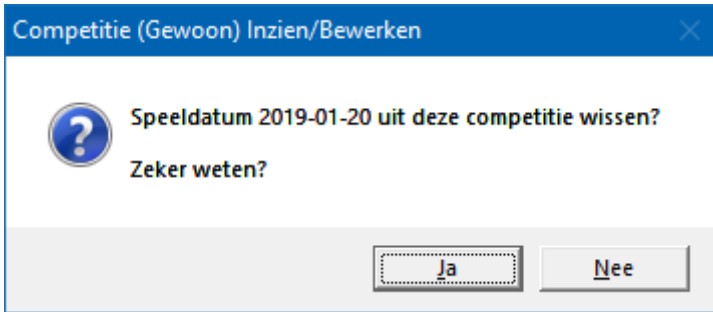 Competitie (Gewoon) Inzien/Bewerken
Speeldatum 2019-01-20 uit deze competitie wissen?
Zeker weten?
Ja
Nee